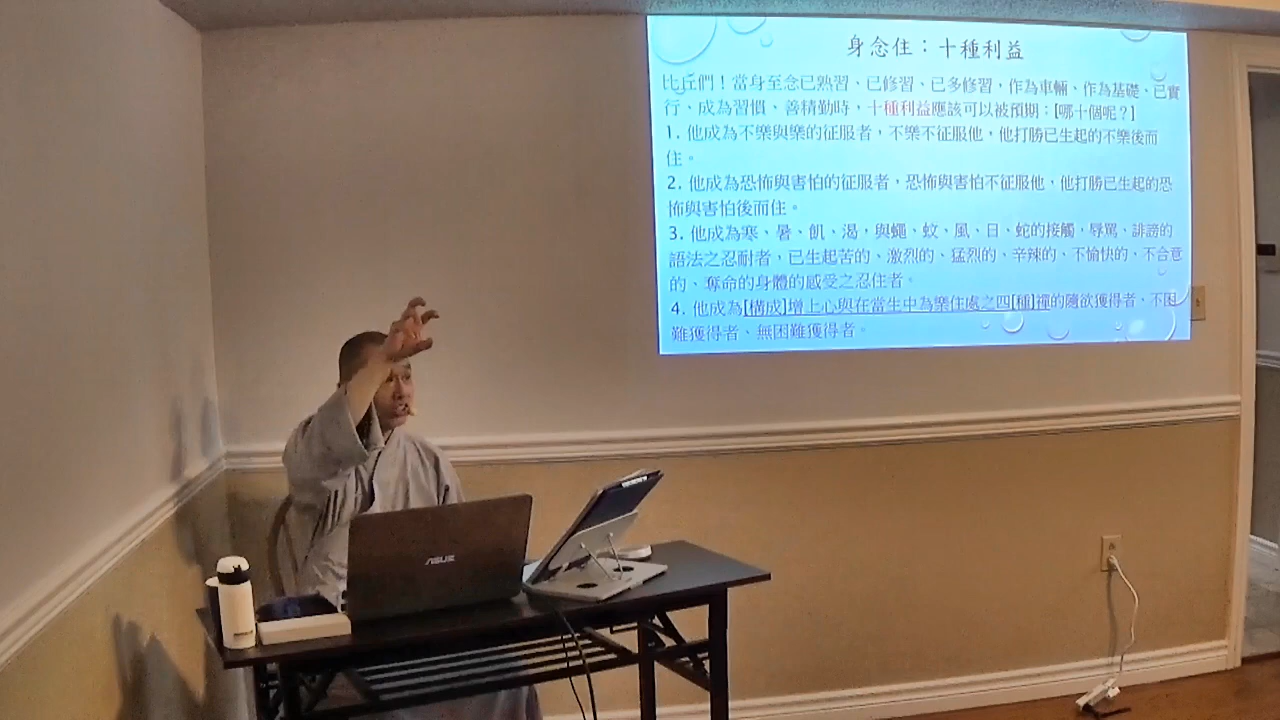 身念住：十種利益
比丘們！當身至念已熟習、已修習、已多修習，作為車輛、作為基礎、已實
行、成為習慣、善精勤時，十種利益應該可以被預期：[哪十個呢？]
1. 他成為不樂與樂的征服者，不樂不征服他，他打勝已生起的不樂後而
住。
2. 他成為恐怖與害怕的征服者，恐怖與害怕不征服他，他打勝已生起的恐
怖與害怕後而住。
3. 他成為寒、暑、飢、渴，與蠅、蚊、風、日、蛇的接觸，辱罵、誹謗的
語法之忍耐者，已生起苦的、激烈的、猛烈的、辛辣的、不愉快的、不合意
的、奪命的身體的感受之忍住者。
4. 他成為[構成]增上心與在當生中為樂住處之四[種]禪的隨欲獲得者、不困
難獲得者、無困難獲得者。
ASUS